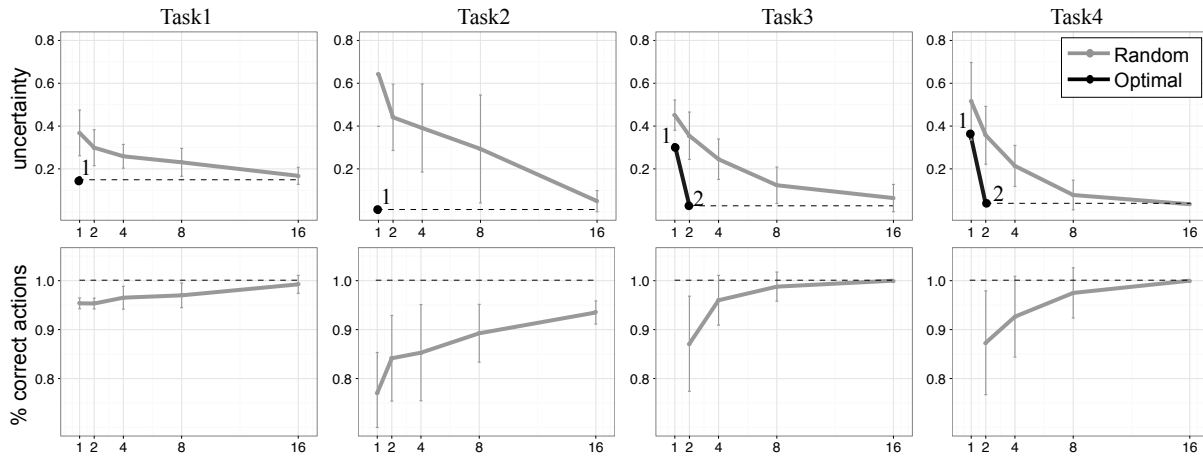 Task1 Task2 Task3 Task4
uncertainty
0.8 0.8 0.8 0.8
0.6 0.6 0.6 0.6
0.4 0.4 0.4 0.4
0.2 0.2 0.2 0.2
Random
Optimal
1 1 1 2 1 2
1 2 4 8 16 1 2 4 8 16 1 2 4 8 16 1 2 4 8 16
% correct actions
1.0 1.0 1.0 1.0
0.9 0.9 0.9 0.9
0.8 0.8 0.8 0.8
1 2 4 8 16 1 2 4 8 16 1 2 4 8 16 1 2 4 8 16